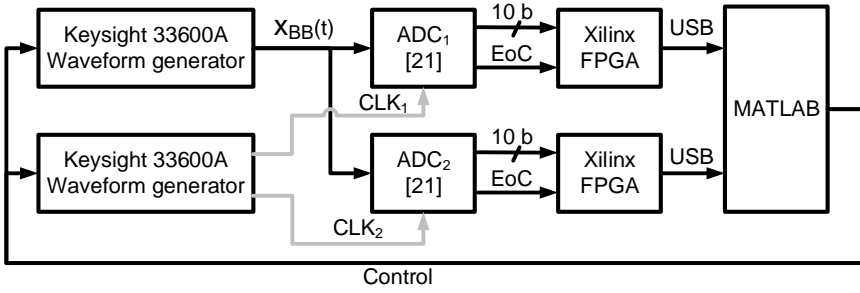 Keysight 33600A
Waveform generator
XBB(t)
ADC1
[21]
10 b
EoC
Xilinx
FPGA
USB
MATLAB
CLK1
Keysight 33600A
Waveform generator
ADC2
[21]
10 b
EoC
Xilinx
FPGA
USB
CLK2
Control